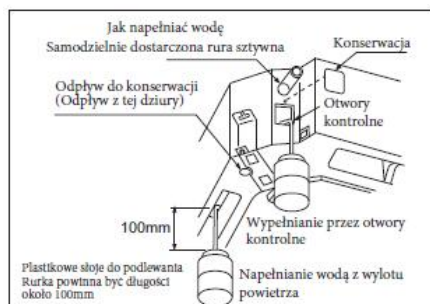 Jak napełniać wodę
Samodzielnie dostarczona rura sztywna
Konserwacja
Odpływ do konserwacji
(Odpływ z tej dziury)
Otwory
kontrolne
100mm
Wypełnianie przez otwory
kontrolne
Plastikowe słoje do podlewania
Rurka powinna być długości
około 100mm
Napełnianie wodą z wylotu
powietrza